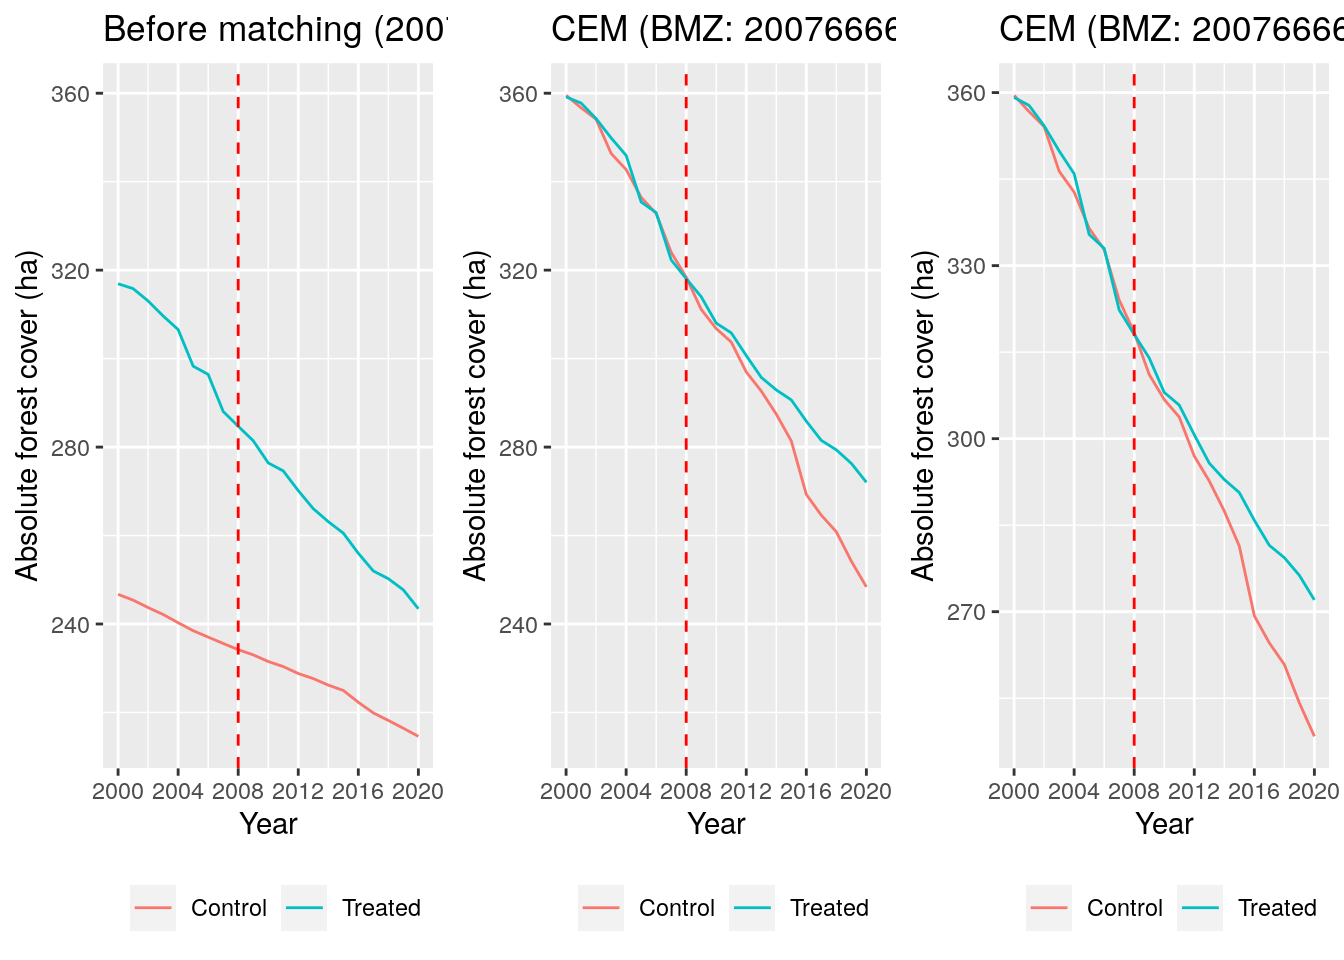 Before matching (200
CEM (BMZ: 20076666
CEM (BMZ: 20076666
Absolute forest cover (ha)
360
320
280
240
2000 2004 2008 2012 2016 2020
Year
Control Treated
Absolute forest cover (ha)
360
320
280
240
2000 2004 2008 2012 2016 2020
Year
Control Treated
Absolute forest cover (ha)
360
330
300
270
2000 2004 2008 2012 2016 2020
Year
Control Treated